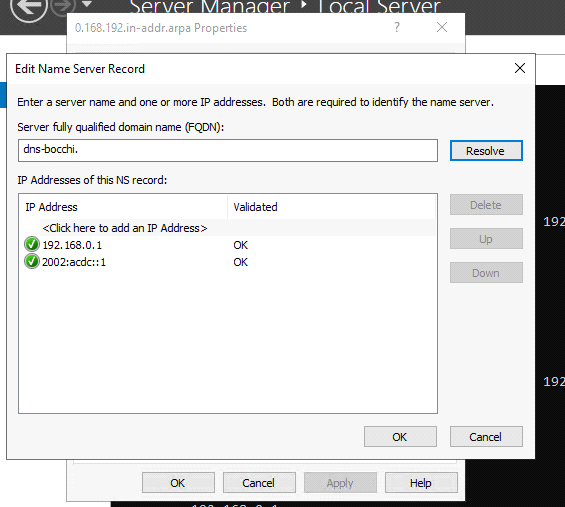 Server Manager ‣ Local Server
0.168.192.in-addr.arpa Properties
?
Edit Name Server Record
Enter a server name and one or more IP addresses. Both are required to identify the name server.
Server fully qualified domain name (FQDN):
dns-bocchi.
Resolve
IP Addresses of this NS record:
IP Address Validated
Delete
<Click here to add an IP Address>
192
192.168.0.1 OK
Up
2002:acdc::1 OK
Down
192
OK Cancel
OK Cancel Apply Help